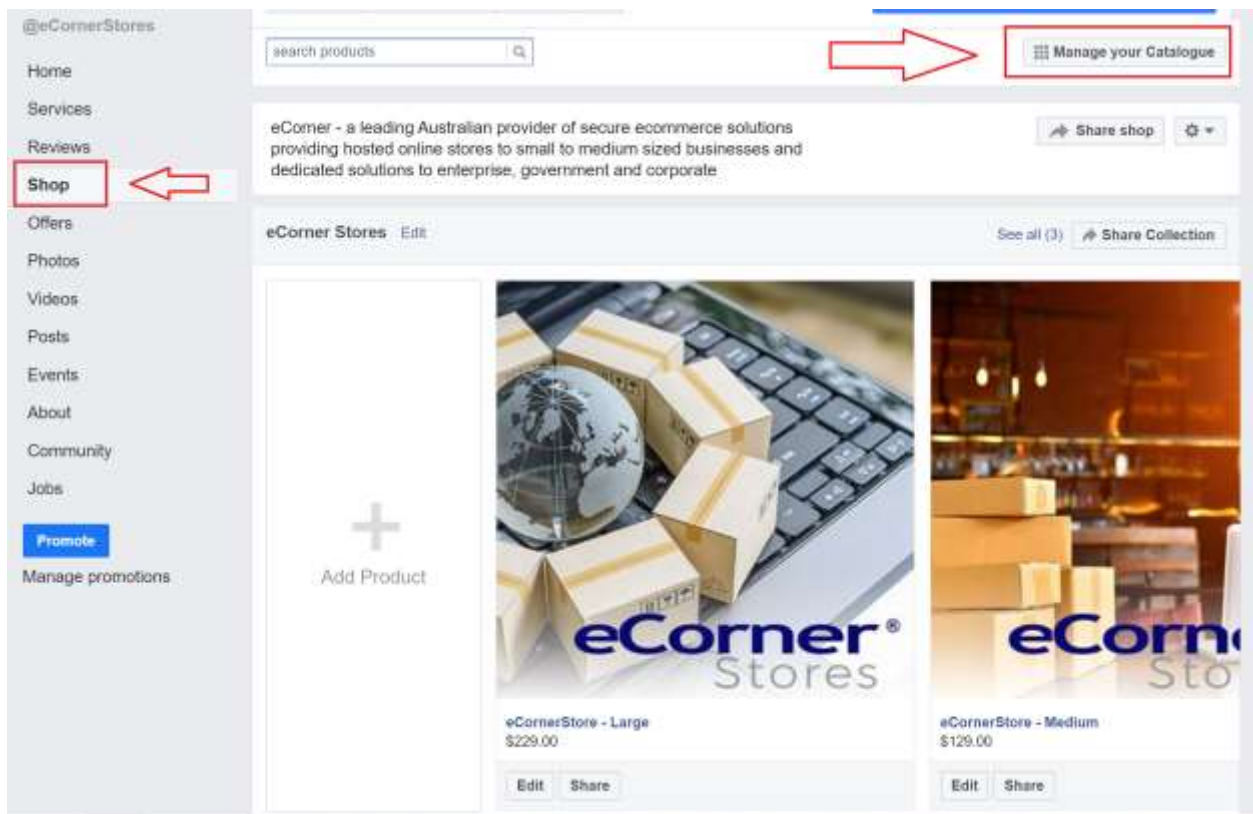 @eCornerStores
Home
Services
Reviews
Shop
Offers
Photos
Videos
Posts
Events
About
Community
Jobs
Promote
Manage promotions
search products
Manage your Catalogue
eCorner - a leading Australian provider of secure ecommerce solutions
providing hosted online stores to small to medium sized businesses and
dedicated solutions to enterprise, government and corporate
Share shop
eCorner Stores Edit
See all (3) Share Collection
Add Product
eCorner®
Stores
eCornerStore - Large
$229.00
Edit Share
eCorn
Sto
eCornerStore - Medium
$129.00
Edit Share